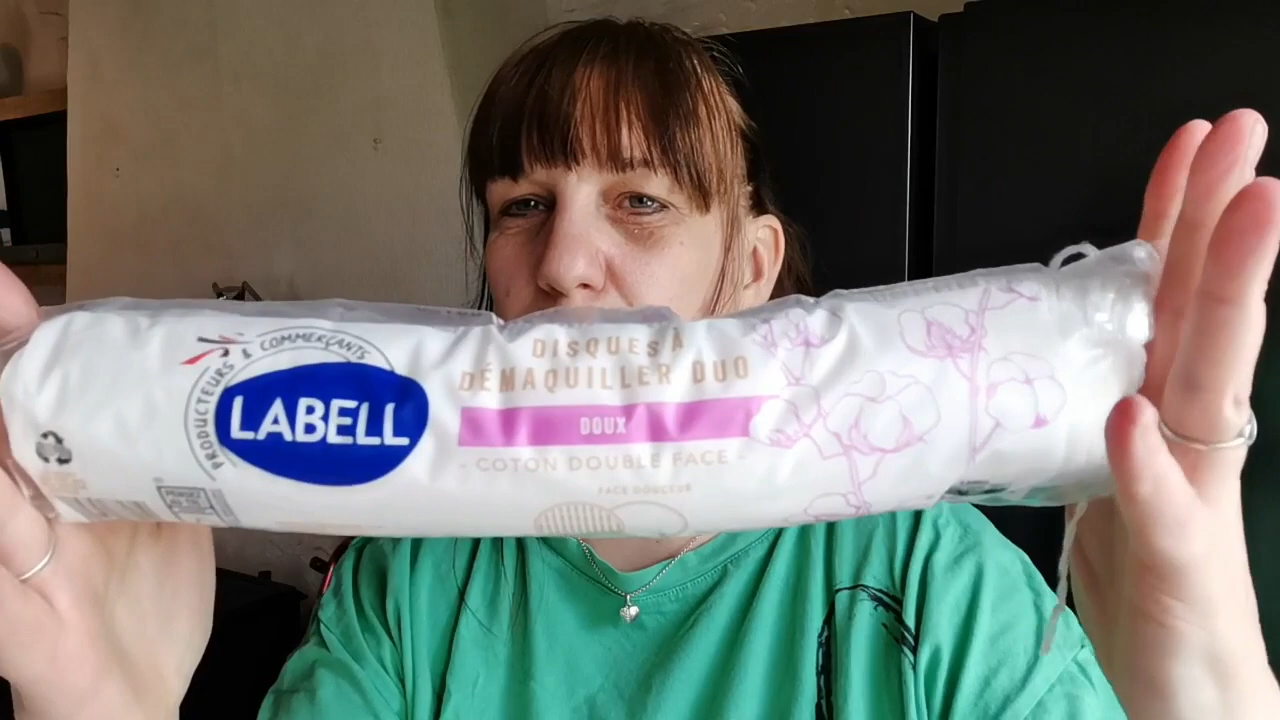 PRODUCTEURS & COMMERÇANTS
LABELL
DISQUES À
DÉMAQUILLER DUO
DOUX
- COTON DOUBLE FACE -
FACE DOUCEUR